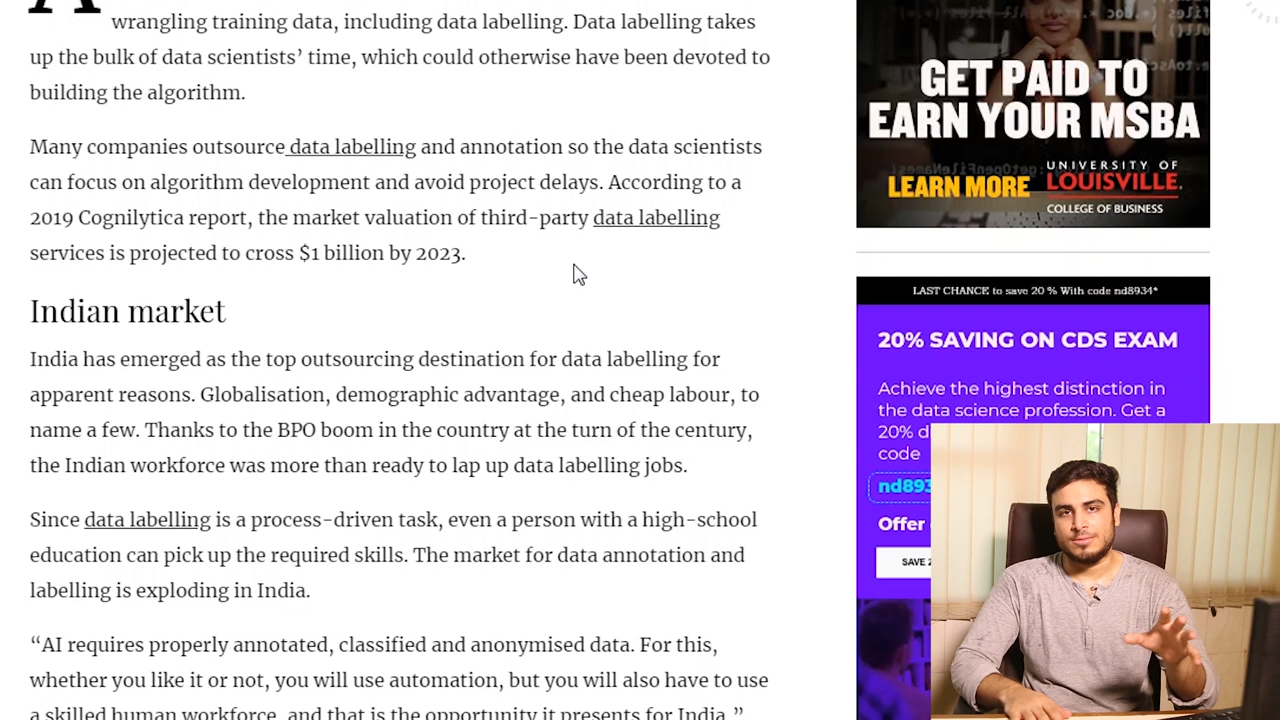 wrangling training data, including data labelling. Data labelling takes
up the bulk of data scientists’ time, which could otherwise have been devoted to
building the algorithm.
Many companies outsource data labelling and annotation so the data scientists
can focus on algorithm development and avoid project delays. According to a
2019 Cognilytica report, the market valuation of third-party data labelling
services is projected to cross $1 billion by 2023.
Indian market
India has emerged as the top outsourcing destination for data labelling for
apparent reasons. Globalisation, demographic advantage, and cheap labour, to
name a few. Thanks to the BPO boom in the country at the turn of the century,
the Indian workforce was more than ready to lap up data labelling jobs.
Since data labelling is a process-driven task, even a person with a high-school
education can pick up the required skills. The market for data annotation and
labelling is exploding in India.
“AI requires properly annotated, classified and anonymised data. For this,
whether you like it or not, you will use automation, but you will also have to use
a skilled human workforce, and that is the opportunity it presents for India,”
GET PAID TO
EARN YOUR MSBA
LEARN MORE
UNIVERSITY OF
LOUISVILLE.
COLLEGE OF BUSINESS
LAST CHANCE to save 20 % With code nd8934*
20% SAVING ON CDS EXAM
Achieve the highest distinction in
the data science profession. Get a
20% d
code
nd893
Offer
SAVE 2